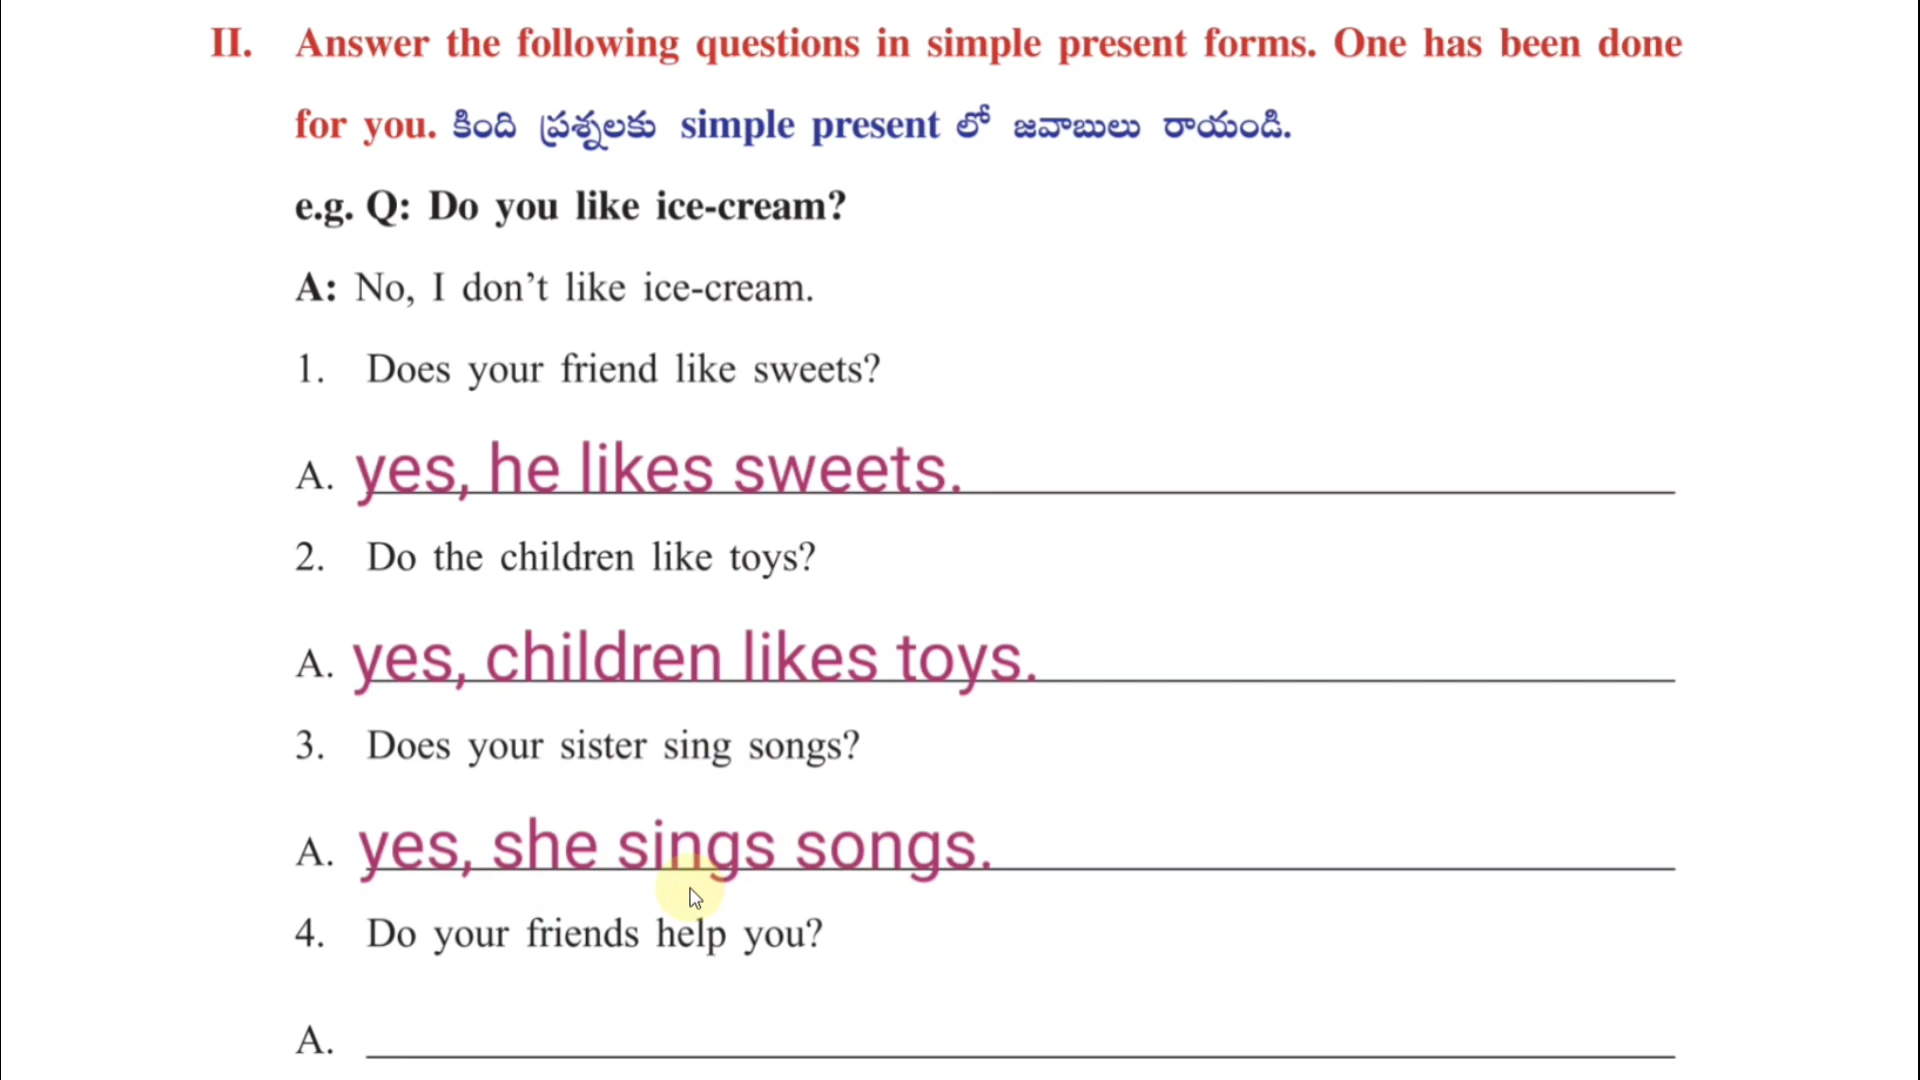 II. Answer the following questions in simple present forms. One has been done
for you. కింది ప్రశ్నలకు simple present లో జవాబులు రాయండి.
e.g. Q: Do you like ice-cream?
A: No, I don’t like ice-cream.
1. Does your friend like sweets?
A. yes, he likes sweets.
2. Do the children like toys?
A. yes, children likes toys.
3. Does your sister sing songs?
A. yes, she sings songs.
4. Do your friends help you?
A.